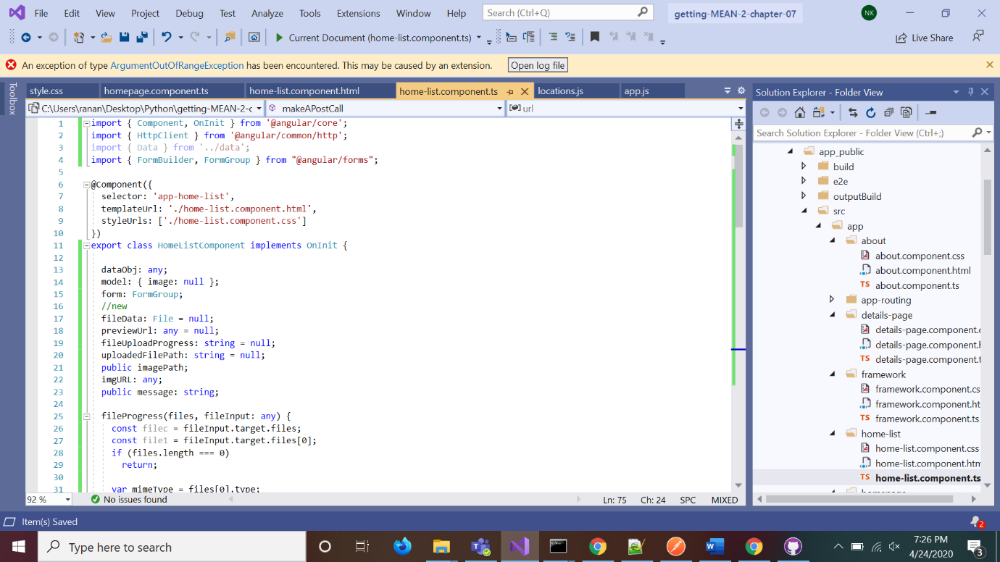 File Edit View Project Debug Test Analyze Tools Extensions Window Help Search (Ctrl+Q) getting-MEAN-2-chapter-07 NK
Current Document (home-list.component.ts) Live Share
An exception of type ArgumentOutOfRangeException has been encountered. This may be caused by an extension. Open log file
Toolbox
style.css homepage.component.ts home-list.component.html home-list.component.ts locations.js app.js
C:\Users\ranan\Desktop\Python\getting-MEAN-2-c makeAPostCall url
1 import { Component, OnInit } from '@angular/core';
2 import { HttpClient } from '@angular/common/http';
3 import { Data } from '../data';
4 import { FormBuilder, FormGroup } from "@angular/forms";
5
6 @Component({
7 selector: 'app-home-list',
8 templateUrl: './home-list.component.html',
9 styleUrls: ['./home-list.component.css']
10 })
11 export class HomeListComponent implements OnInit {
12
13 dataObj: any;
14 model: { image: null };
15 form: FormGroup;
16 //new
17 fileData: File = null;
18 previewUrl: any = null;
19 fileUploadProgress: string = null;
20 uploadedFilePath: string = null;
21 public imagePath;
22 imgURL: any;
23 public message: string;
24
25 fileProgress(files, fileInput: any) {
26 const filec = fileInput.target.files;
27 const file1 = fileInput.target.files[0];
28 if (files.length === 0)
29 return;
30
31 var mimeType = files[0].type;
92 % No issues found Ln: 75 Ch: 24 SPC MIXED
Solution Explorer - Folder View
Search Solution Explorer - Folder View (Ctrl+;)
app_public
build
e2e
outputBuild
src
app
about
about.component.css
about.component.html
TS about.component.ts
app-routing
details-page
details-page.component.c
details-page.component.h
TS details-page.component.t
framework
framework.component.cs
framework.component.ht
TS framework.component.ts
home-list
home-list.component.css
home-list.component.htm
TS home-list.component.ts
homepage
Item(s) Saved 2
Type here to search 7:26 PM
4/24/2020 3